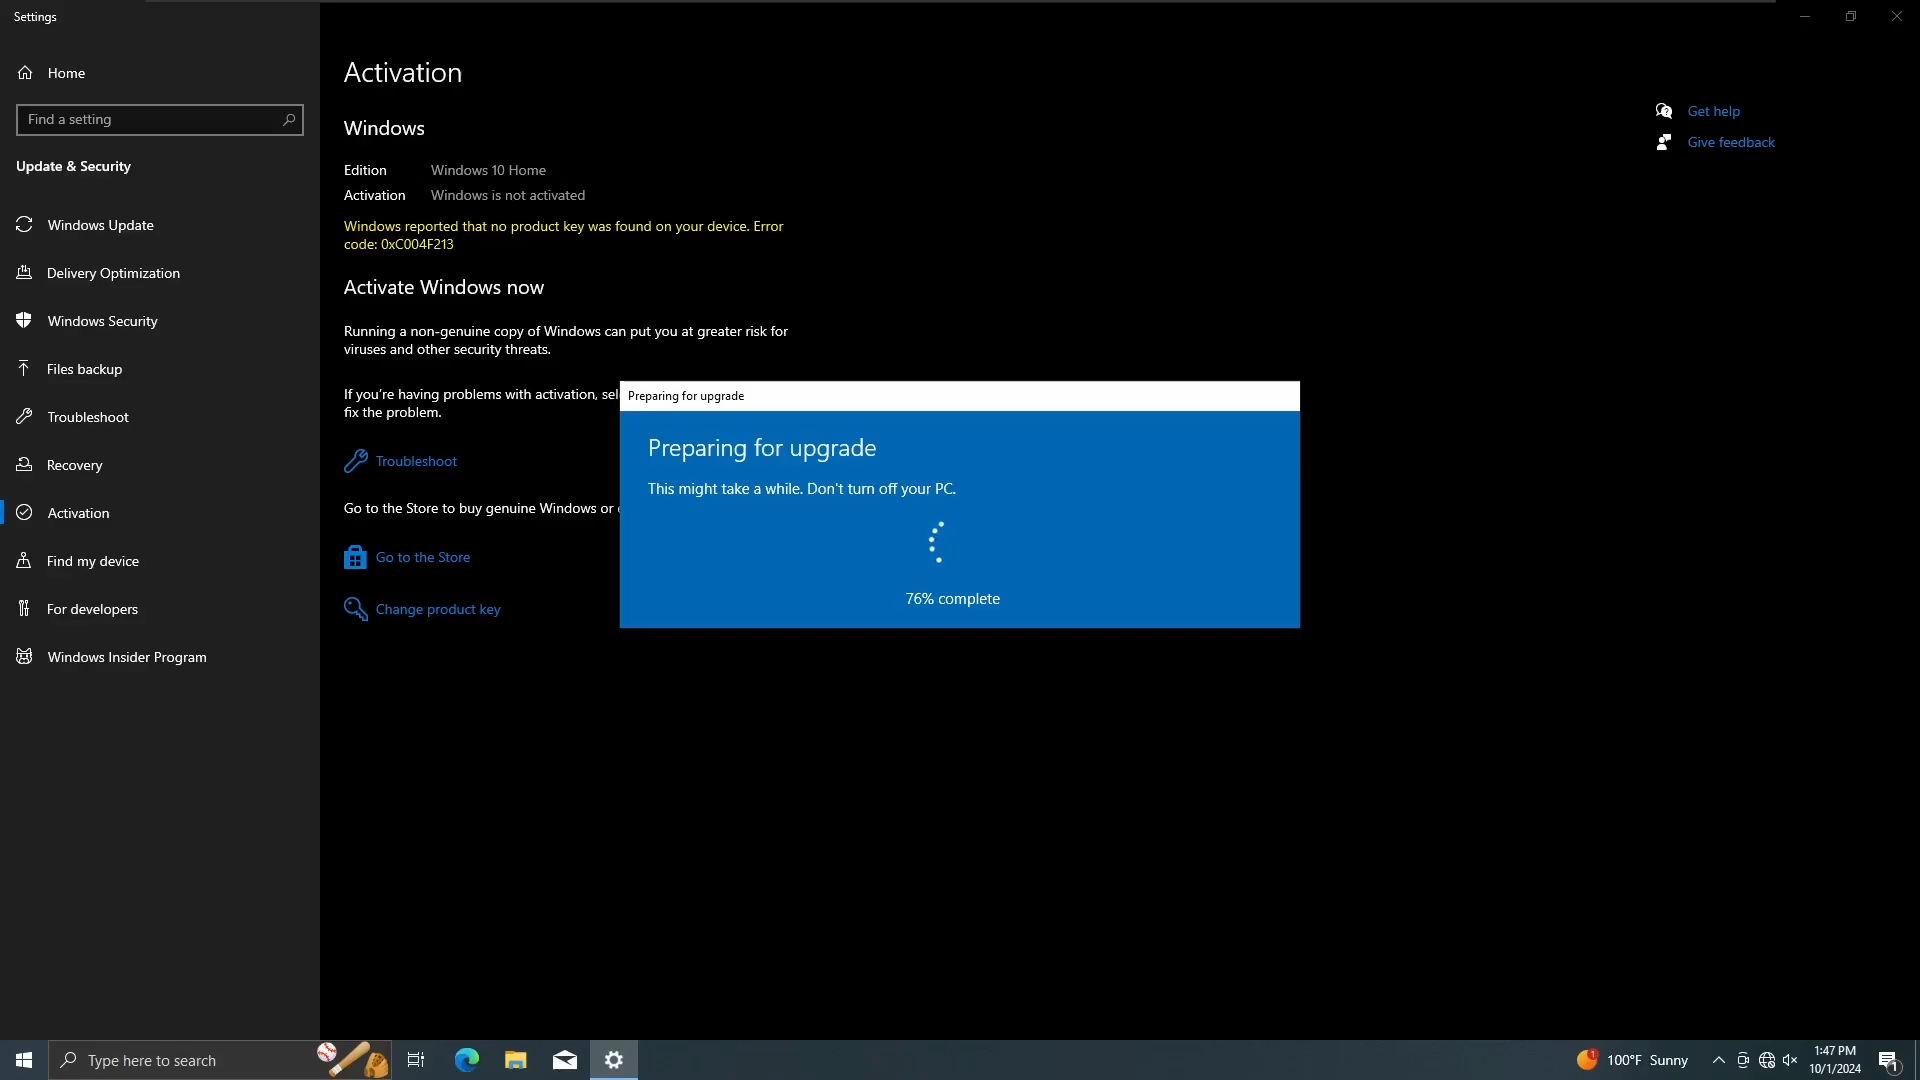 Settings
Home
Find a setting
Update & Security
Windows Update
Delivery Optimization
Windows Security
Files backup
Troubleshoot
Recovery
Activation
Find my device
For developers
Windows Insider Program
Activation
Windows
Edition Windows 10 Home
Activation Windows is not activated
Windows reported that no product key was found on your device. Error
code: 0xC004F213
Activate Windows now
Running a non-genuine copy of Windows can put you at greater risk for
viruses and other security threats.
If you're having problems with activation,
fix the problem.
Troubleshoot
Go to the Store to buy genuine Windows or
Go to the Store
Change product key
Get help
Give feedback
Preparing for upgrade
Preparing for upgrade
This might take a while. Don't turn off your PC.
76% complete
Type here to search
1
100°F Sunny
1:47 PM
10/1/2024
1